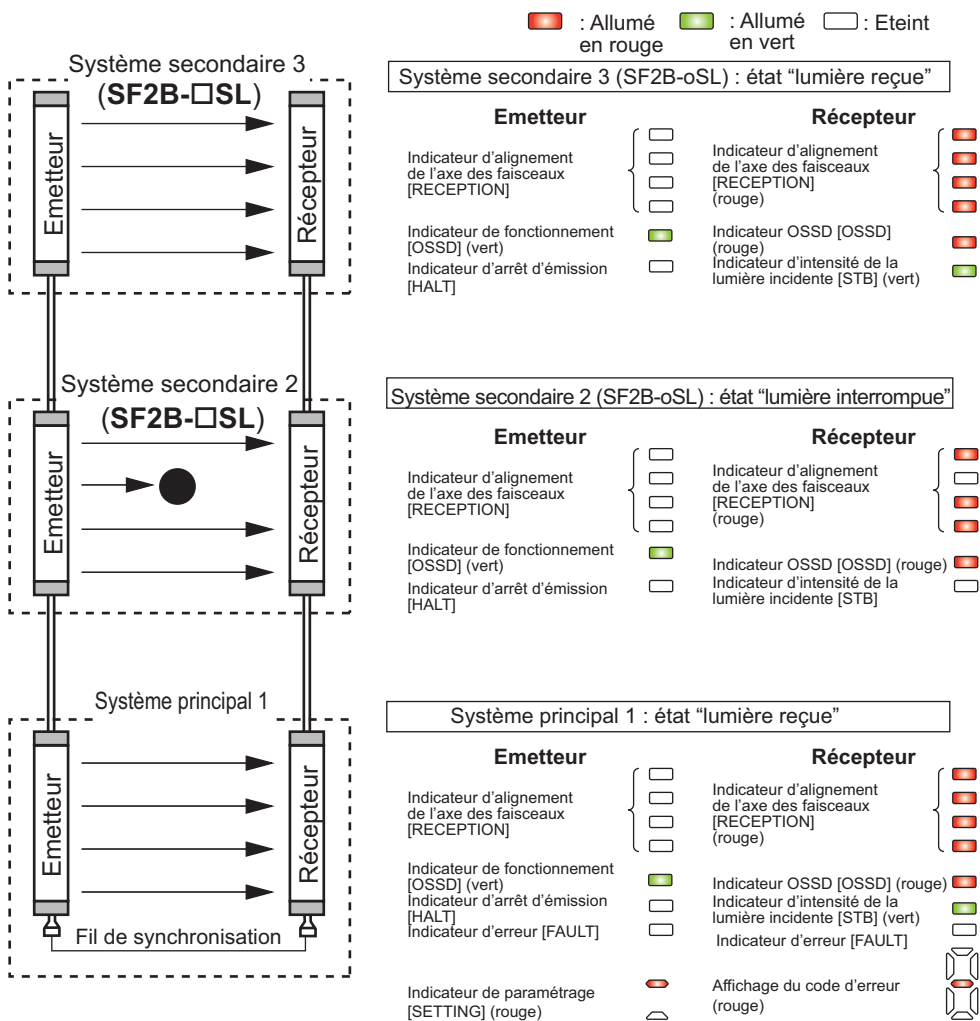 : Allumé
en rouge
: Allumé
en vert
: Eteint
Système secondaire 3
(SF2B-□SL)
Emetteur
Récepteur
Système secondaire 3 (SF2B-oSL) : état “lumière reçue”
Emetteur
Récepteur
Indicateur d’alignement
de l’axe des faisceaux
[RECEPTION]
Indicateur d’alignement
de l’axe des faisceaux
[RECEPTION]
(rouge)
Indicateur de fonctionnement
[OSSD] (vert)
Indicateur OSSD [OSSD]
(rouge)
Indicateur d’arrêt d’émission
[HALT]
Indicateur d’intensité de la
lumière incidente [STB] (vert)
Système secondaire 2
(SF2B-□SL)
Emetteur
Récepteur
Système secondaire 2 (SF2B-oSL) : état “lumière interrompue”
Emetteur
Récepteur
Indicateur d’alignement
de l’axe des faisceaux
[RECEPTION]
Indicateur d’alignement
de l’axe des faisceaux
[RECEPTION]
(rouge)
Indicateur de fonctionnement
[OSSD] (vert)
Indicateur OSSD [OSSD] (rouge)
Indicateur d’arrêt d’émission
[HALT]
Indicateur d’intensité de la
lumière incidente [STB]
Système principal 1
Emetteur
Récepteur
Fil de synchronisation
Système principal 1 : état “lumière reçue”
Emetteur
Récepteur
Indicateur d’alignement
de l’axe des faisceaux
[RECEPTION]
Indicateur d’alignement
de l’axe des faisceaux
[RECEPTION]
(rouge)
Indicateur de fonctionnement
[OSSD] (vert)
Indicateur OSSD [OSSD] (rouge)
Indicateur d’arrêt d’émission
[HALT]
Indicateur d’intensité de la
lumière incidente [STB] (vert)
Indicateur d’erreur [FAULT]
Indicateur d’erreur [FAULT]
Indicateur de paramétrage
[SETTING] (rouge)
Affichage du code d’erreur
(rouge)